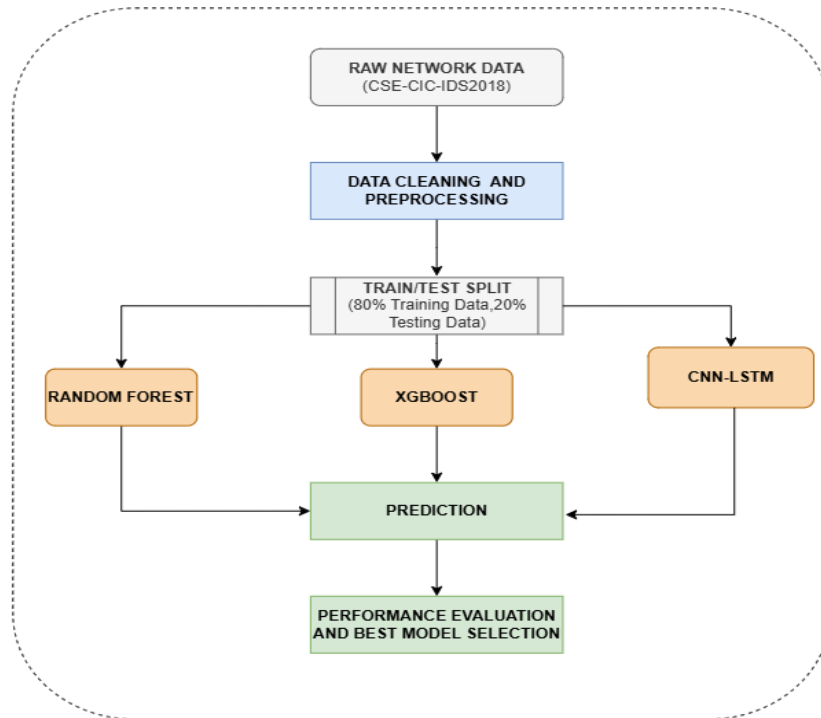 RAW NETWORK DATA
(CSE-CIC-IDS2018)
DATA CLEANING AND
PREPROCESSING
TRAIN/TEST SPLIT
(80% Training Data,20%
Testing Data)
RANDOM FOREST
XGBOOST
CNN-LSTM
PREDICTION
PERFORMANCE EVALUATION
AND BEST MODEL SELECTION